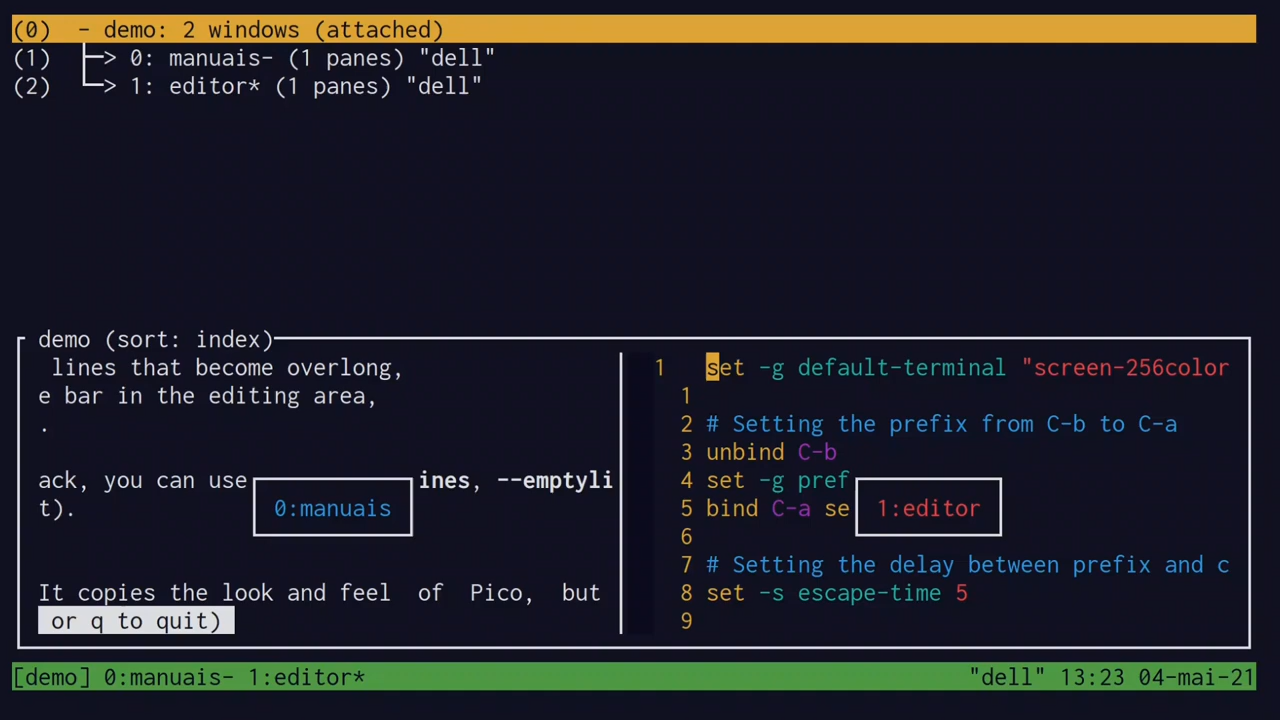 (0) - demo: 2 windows (attached)
(1) ├─> 0: manuais- (1 panes) "dell"
(2) └─> 1: editor* (1 panes) "dell"
demo (sort: index)
lines that become overlong,
e bar in the editing area,
.
ack, you can use
ines, --emptyli
t).
0:manuais
It copies the look and feel of Pico, but
or q to quit)
1 set -g default-terminal "screen-256color
1
2 # Setting the prefix from C-b to C-a
3 unbind C-b
4 set -g pref
5 bind C-a se
1:editor
6
7 # Setting the delay between prefix and c
8 set -s escape-time 5
9
[demo] 0:manuais- 1:editor* "dell" 13:23 04-mai-21